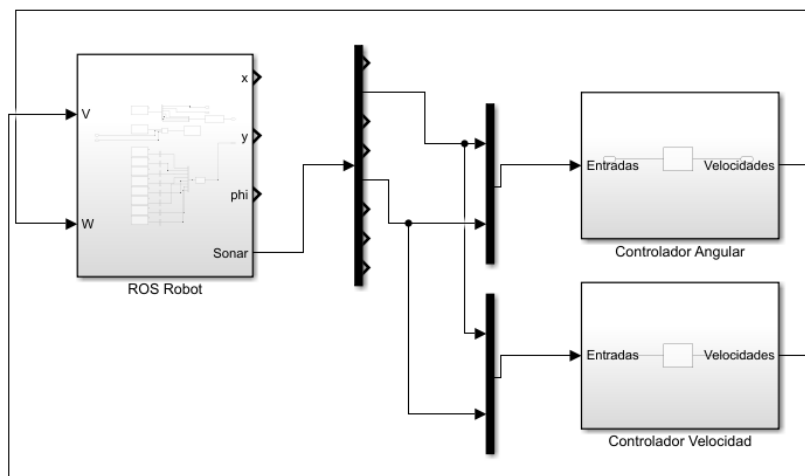 x
V
y
phi
W
Sonar
ROS Robot
Entradas
Velocidades
Controlador Angular
Entradas
Velocidades
Controlador Velocidad